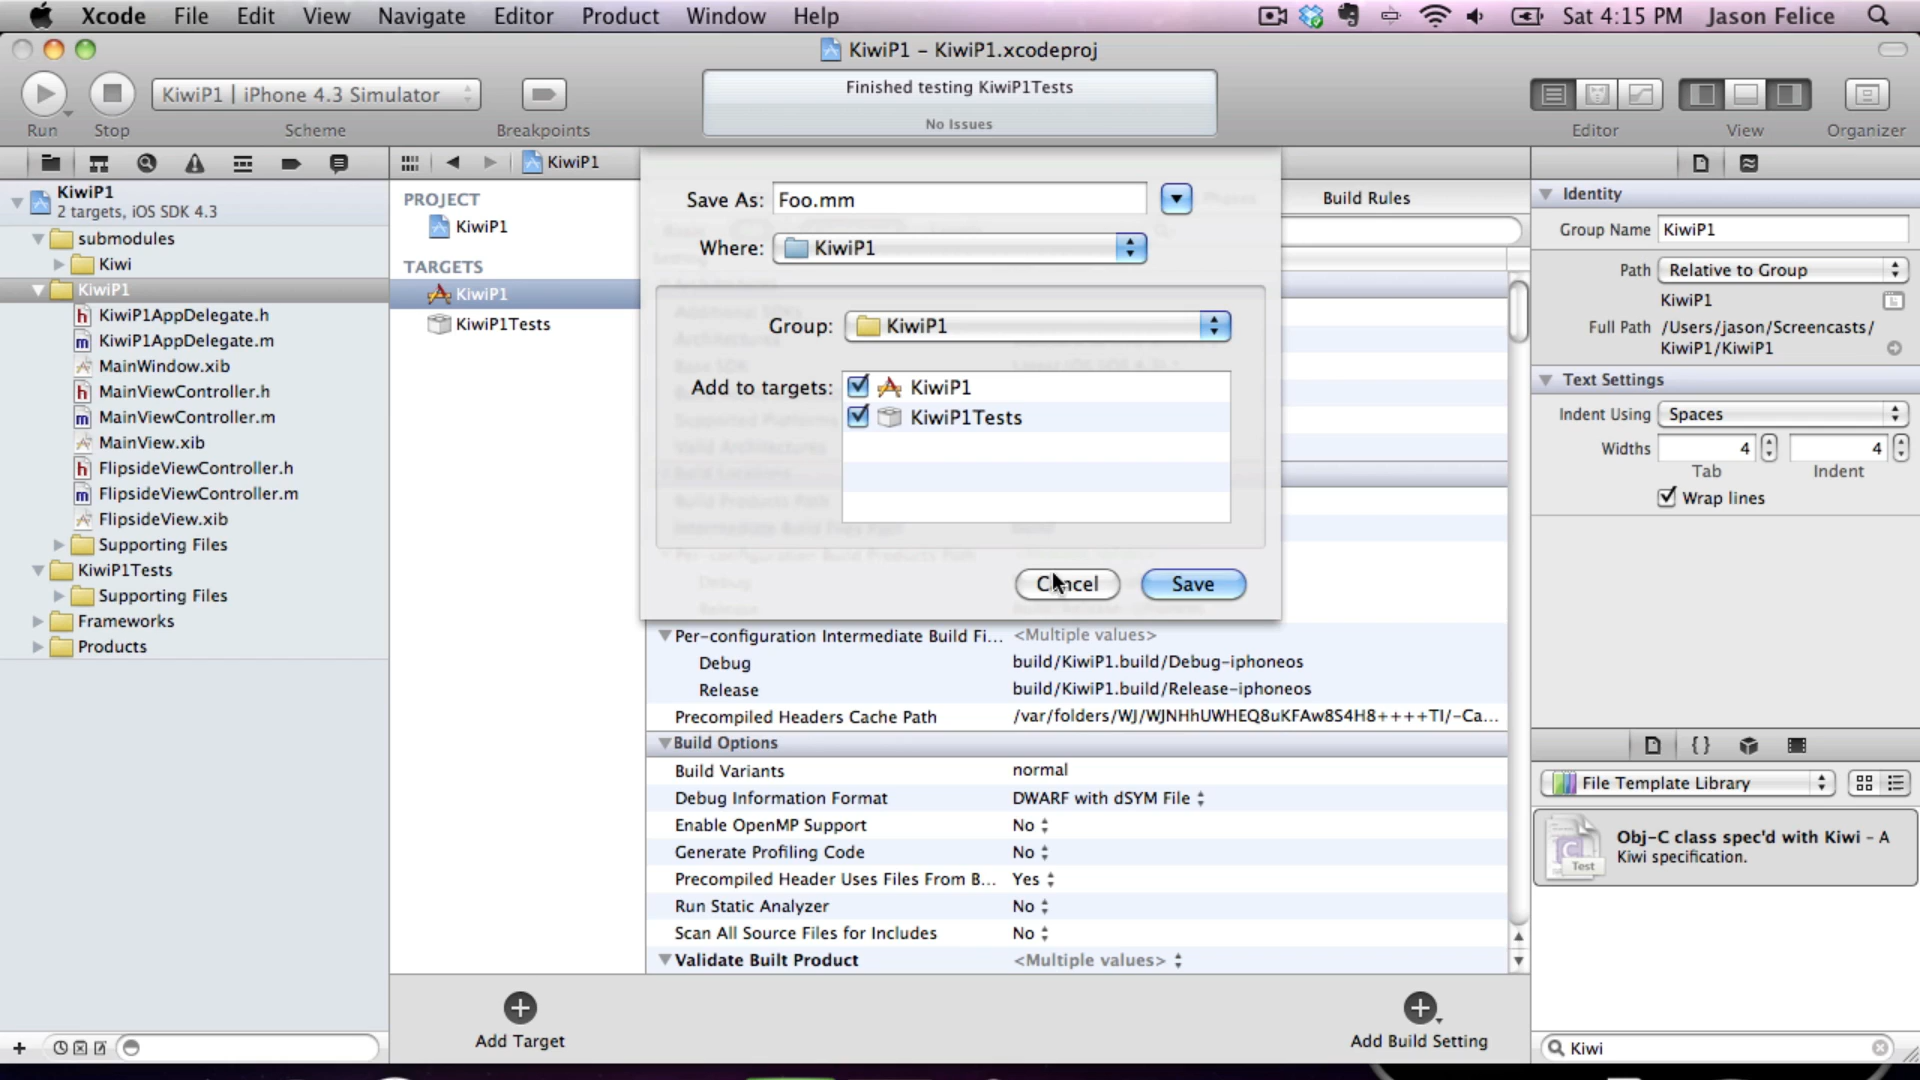 Xcode File Edit View Navigate Editor Product Window Help Sat 4:15 PM Jason Felice
KiwiP1 – KiwiP1.xcodeproj
KiwiP1 | iPhone 4.3 Simulator
Finished testing KiwiP1Tests
No Issues
Run Stop Scheme Breakpoints Editor View Organizer
KiwiP1
2 targets, iOS SDK 4.3
submodules
Kiwi
KiwiP1
KiwiP1AppDelegate.h
KiwiP1AppDelegate.m
MainWindow.xib
MainViewController.h
MainViewController.m
MainView.xib
FlipsideViewController.h
FlipsideViewController.m
FlipsideView.xib
Supporting Files
KiwiP1Tests
Supporting Files
Frameworks
Products
KiwiP1
PROJECT
KiwiP1
TARGETS
KiwiP1
KiwiP1Tests
Add Target
Save As: Foo.mm
Where: KiwiP1
Group: KiwiP1
Add to targets: KiwiP1
KiwiP1Tests
Cancel Save
Build Rules
Per-configuration Intermediate Build Fi... <Multiple values>
Debug build/KiwiP1.build/Debug-iphoneos
Release build/KiwiP1.build/Release-iphoneos
Precompiled Headers Cache Path /var/folders/WJ/WJNHhUWHEQ8uKFAw8S4H8++++TI/-Ca...
Build Options
Build Variants normal
Debug Information Format DWARF with dSYM File
Enable OpenMP Support No
Generate Profiling Code No
Precompiled Header Uses Files From B... Yes
Run Static Analyzer No
Scan All Source Files for Includes No
Validate Built Product <Multiple values>
Add Build Setting
Identity
Group Name KiwiP1
Path Relative to Group
KiwiP1
Full Path /Users/jason/Screencasts/
KiwiP1/KiwiP1
Text Settings
Indent Using Spaces
Widths 4 4
Tab Indent
Wrap lines
{}
File Template Library
Obj-C class spec'd with Kiwi – A
Kiwi specification.
Test
Kiwi